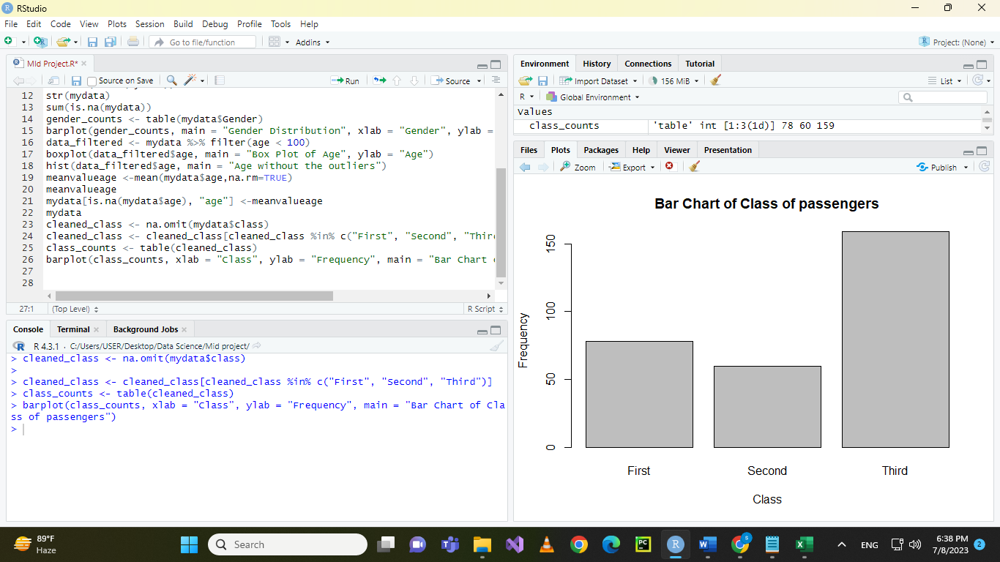 RStudio
File Edit Code View Plots Session Build Debug Profile Tools Help
Go to file/function Addins Project: (None)
Mid Project.R*
Source on Save Run Source
12 str(mydata)
13 sum(is.na(mydata))
14 gender_counts <- table(mydata$Gender)
15 barplot(gender_counts, main = "Gender Distribution", xlab = "Gender", ylab =
16 data_filtered <- mydata %>% filter(age < 100)
17 boxplot(data_filtered$age, main = "Box Plot of Age", ylab = "Age")
18 hist(data_filtered$age, main = "Age without the outliers")
19 meanvalueage <-mean(mydata$age,na.rm=TRUE)
20 meanvalueage
21 mydata[is.na(mydata$age), "age"] <-meanvalueage
22 mydata
23 cleaned_class <- na.omit(mydata$class)
24 cleaned_class <- cleaned_class[cleaned_class %in% c("First", "Second", "Thir
25 class_counts <- table(cleaned_class)
26 barplot(class_counts, xlab = "Class", ylab = "Frequency", main = "Bar Chart
27
28
27:1 (Top Level) R Script
Console Terminal Background Jobs
R R 4.3.1 · C:/Users/USER/Desktop/Data Science/Mid project/
> cleaned_class <- na.omit(mydata$class)
>
> cleaned_class <- cleaned_class[cleaned_class %in% c("First", "Second", "Third")]
> class_counts <- table(cleaned_class)
> barplot(class_counts, xlab = "Class", ylab = "Frequency", main = "Bar Chart of Cla
ss of passengers")
>
Environment History Connections Tutorial
Import Dataset 156 MiB List
R Global Environment
Values
class_counts 'table' int [1:3(1d)] 78 60 159
Files Plots Packages Help Viewer Presentation
Zoom Export Publish
Bar Chart of Class of passengers
150
100
50
0
Frequency
First Second Third
Class
89°F
Haze
Search
PC
R
W
S
X
ENG
6:38 PM
7/8/2023
2